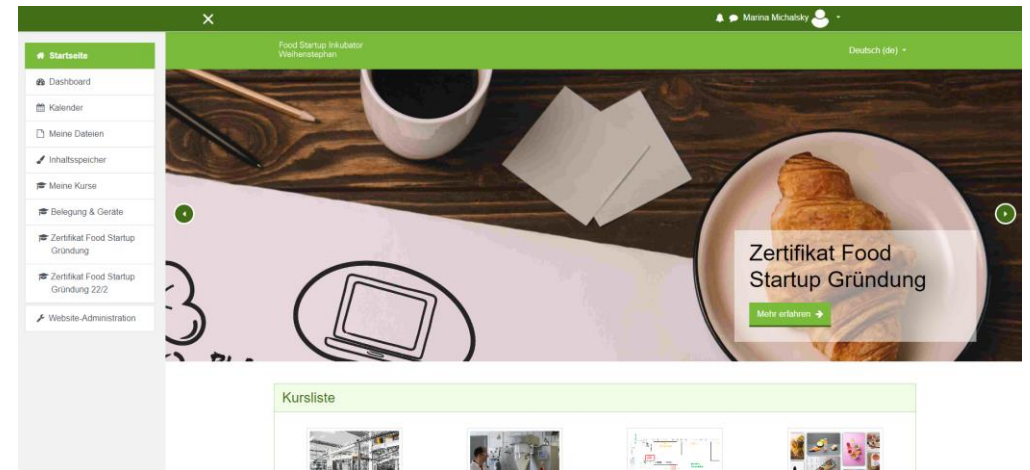 Marina Michalsky
Startseite
Food Startup Inkubator
Weihenstephan
Deutsch (de)
Dashboard
Kalender
Meine Dateien
Inhaltsspeicher
Meine Kurse
Belegung & Geräte
Zertifikat Food Startup
Gründung
Zertifikat Food Startup
Gründung 22/2
Website-Administration
Zertifikat Food
Startup Gründung
Mehr erfahren
Kursliste